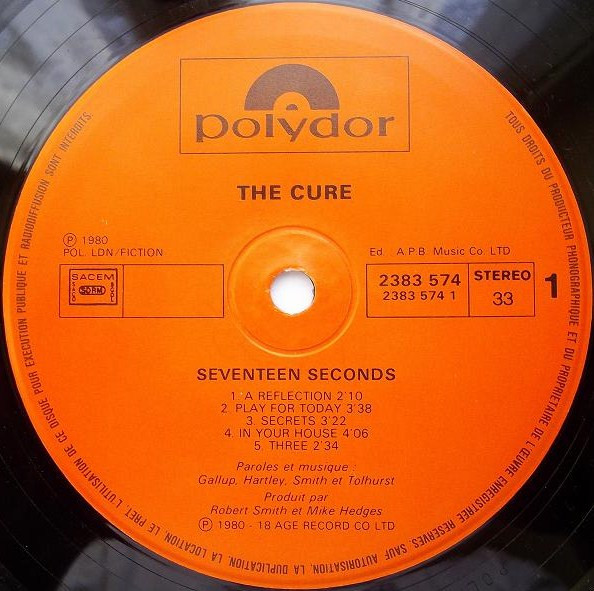 polydor
THE CURE
Ⓟ 1980
POL. LDN/FICTION
Ed : A.P.B. Music Co. LTD
SACEM
2383 574
2383 574 1
STEREO
33
1
SEVENTEEN SECONDS
1. 'A REFLECTION 2'10
2. PLAY FOR TODAY 3'38
3. SECRETS 3'22
4. IN YOUR HOUSE 4'06
5. THREE 2'34
Paroles et musique :
Gallup, Hartley, Smith et Tolhurst
Produit par
Robert Smith et Mike Hedges
Ⓟ 1980 - 18 AGE RECORD CO LTD
TOUS DROITS DU PRODUCTEUR PHONOGRAPHIQUE ET DU PROPRIETAIRE DE L'ŒUVRE ENREGISTREE RESERVES. SAUF AUTORISATION, LA DUPLICATION, LA LOCATION, LE PRET, L'UTILISATION DE CE DISQUE POUR EXECUTION PUBLIQUE ET RADIODIFFUSION SONT INTERDITS.